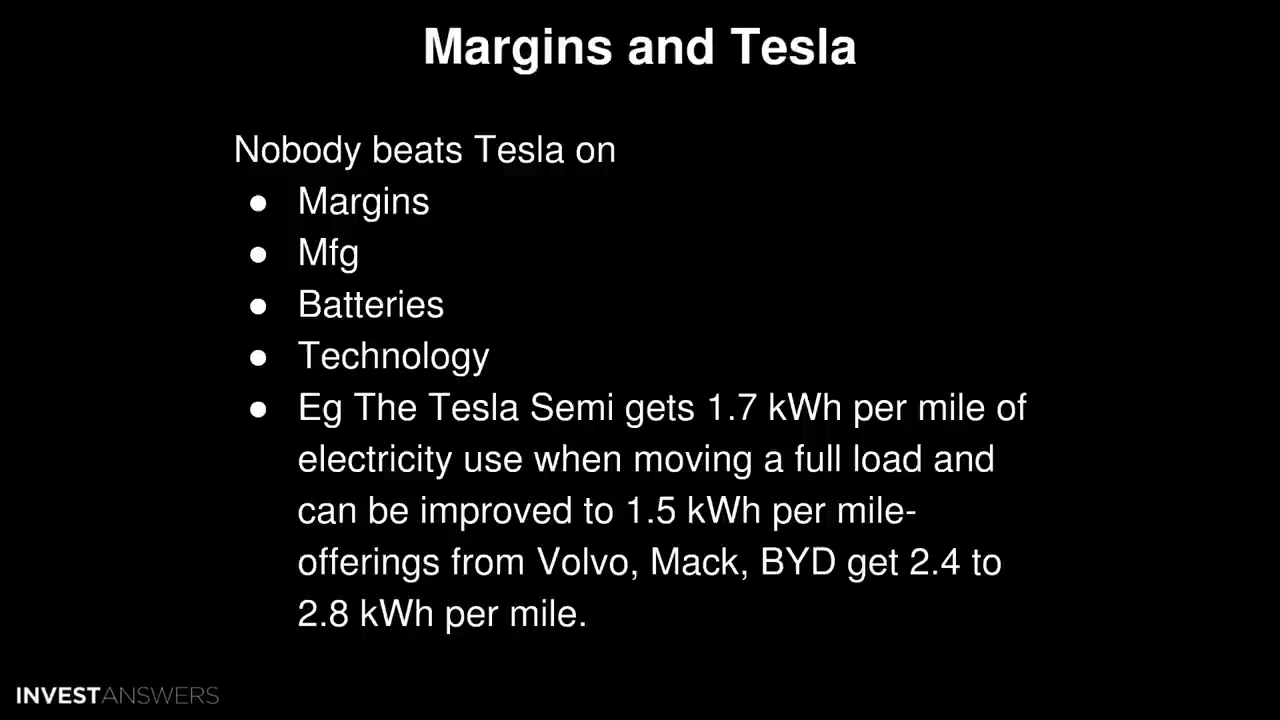 Margins and Tesla
Nobody beats Tesla on
● Margins
● Mfg
● Batteries
● Technology
● Eg The Tesla Semi gets 1.7 kWh per mile of
electricity use when moving a full load and
can be improved to 1.5 kWh per mile-
offerings from Volvo, Mack, BYD get 2.4 to
2.8 kWh per mile.
INVESTANSWERS